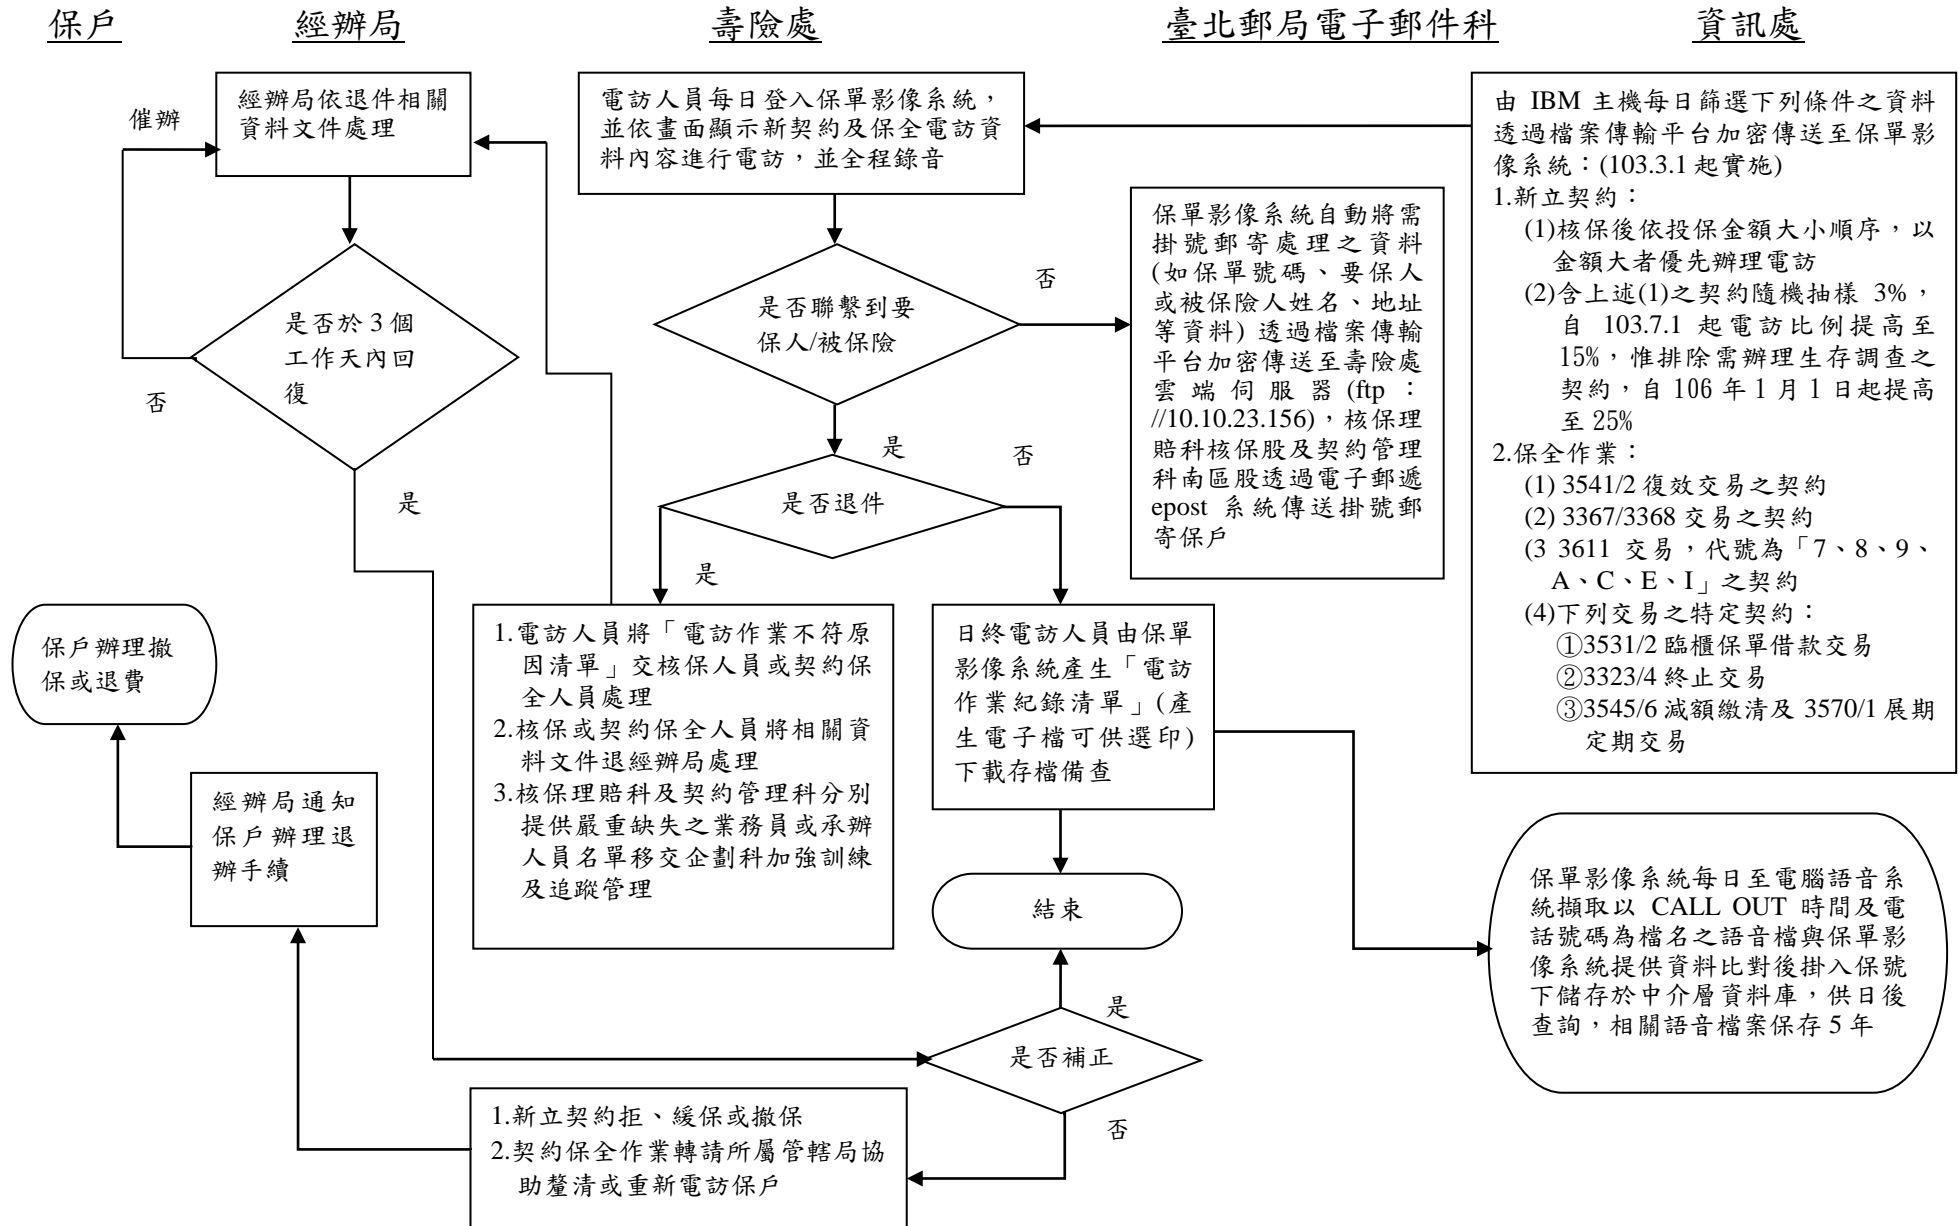 保戶
經辦局
壽險處
臺北郵局電子郵件科
資訊處
催辦
經辦局依退件相關
資料文件處理
是否於 3 個
工作天內回
復
否
是
保戶辦理撤
保或退費
經辦局通知
保戶辦理退
辦手續
電訪人員每日登入保單影像系統，
並依畫面顯示新契約及保全電訪資
料內容進行電訪，並全程錄音
是否聯繫到要
保人/被保險
否
是
是否退件
否
是
1.電訪人員將「電訪作業不符原
因清單」交核保人員或契約保
全人員處理
2.核保或契約保全人員將相關資
料文件退經辦局處理
3.核保理賠科及契約管理科分別
提供嚴重缺失之業務員或承辦
人員名單移交企劃科加強訓練
及追蹤管理
日終電訪人員由保單
影像系統產生「電訪
作業紀錄清單」(產
生電子檔可供選印)
下載存檔備查
結束
是
是否補正
否
1.新立契約拒、緩保或撤保
2.契約保全作業轉請所屬管轄局協
助釐清或重新電訪保戶
保單影像系統自動將需
掛號郵寄處理之資料
(如保單號碼、要保人
或被保險人姓名、地址
等資料) 透過檔案傳輸
平台加密傳送至壽險處
雲端伺服器(ftp：
//10.10.23.156)，核保理
賠科核保股及契約管理
科南區股透過電子郵遞
epost 系統傳送掛號郵
寄保戶
由 IBM 主機每日篩選下列條件之資料
透過檔案傳輸平台加密傳送至保單影
像系統：(103.3.1 起實施)
1.新立契約：
(1)核保後依投保金額大小順序，以
金額大者優先辦理電訪
(2)含上述(1)之契約隨機抽樣 3%，
自 103.7.1 起電訪比例提高至
15%，惟排除需辦理生存調查之
契約，自 106 年 1 月 1 日起提高
至 25%
2.保全作業：
(1) 3541/2 復效交易之契約
(2) 3367/3368 交易之契約
(3 3611 交易，代號為「7、8、9、
A、C、E、I」之契約
(4)下列交易之特定契約：
①3531/2 臨櫃保單借款交易
②3323/4 終止交易
③3545/6 減額繳清及 3570/1 展期
定期交易
保單影像系統每日至電腦語音系
統擷取以 CALL OUT 時間及電
話號碼為檔名之語音檔與保單影
像系統提供資料比對後掛入保號
下儲存於中介層資料庫，供日後
查詢，相關語音檔案保存 5 年